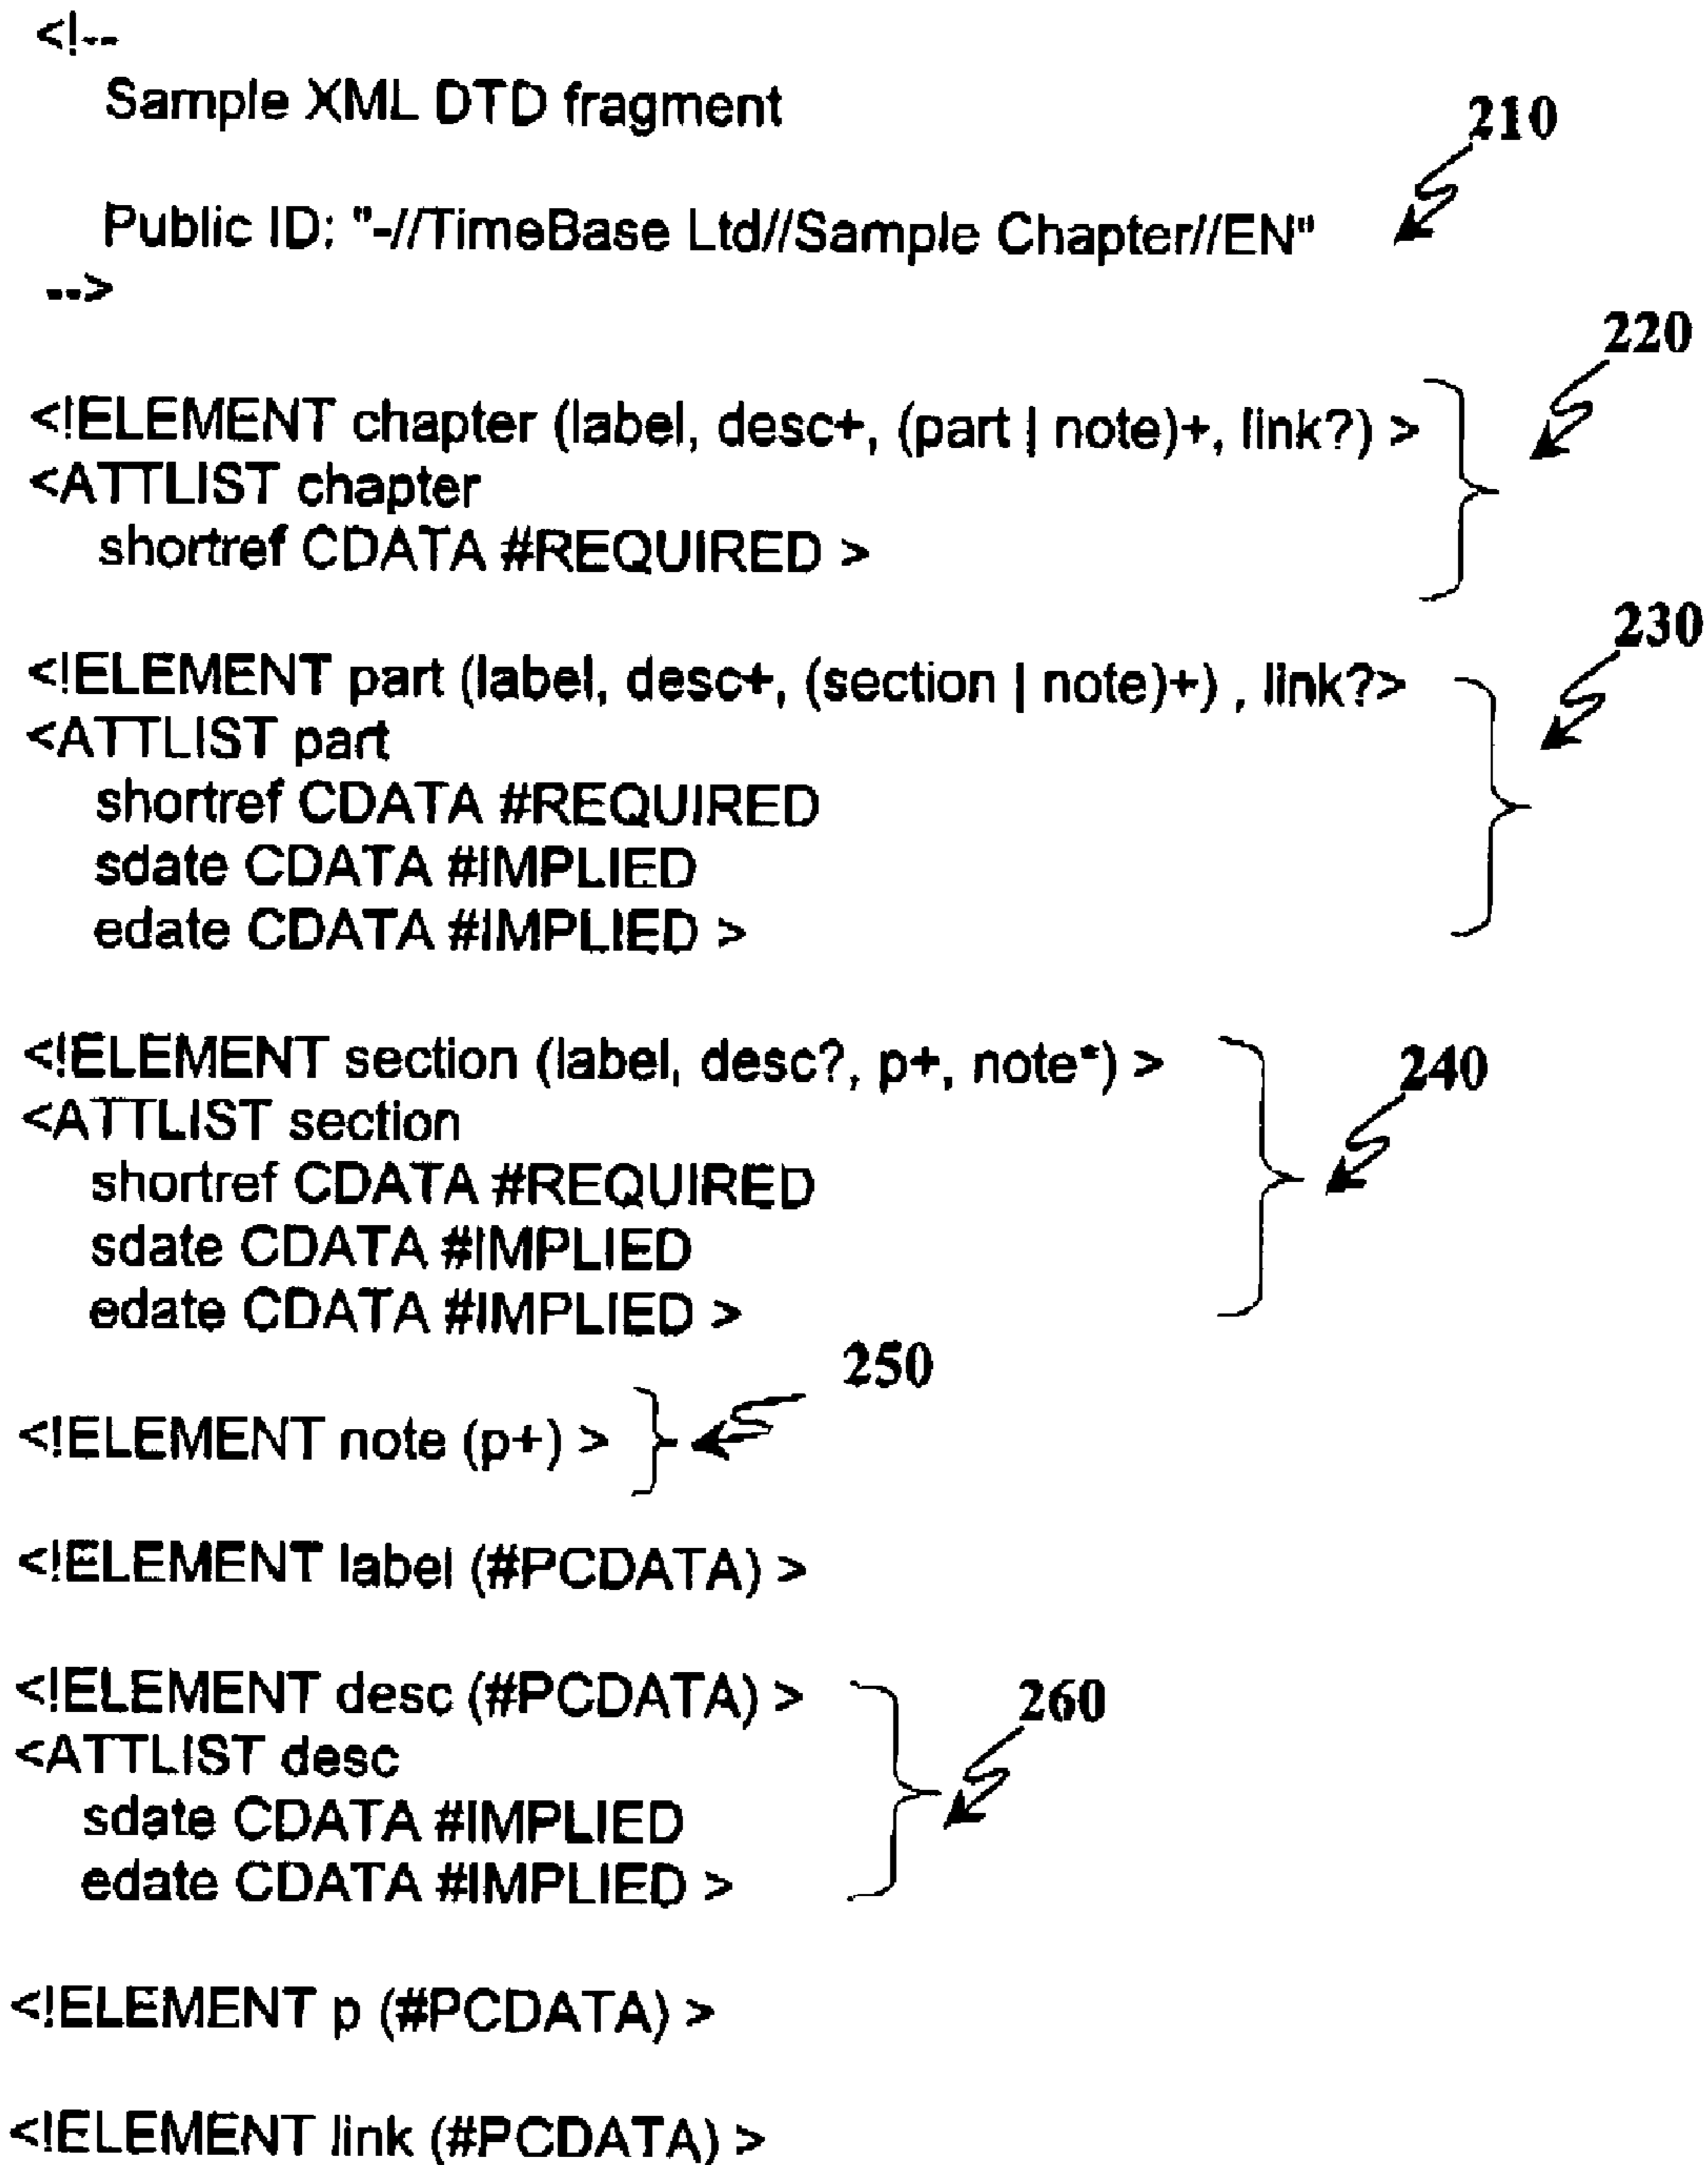 <!--
Sample XML DTD fragment
210
Public ID: "-//TimeBase Ltd//Sample Chapter//EN"
-->
220
<!ELEMENT chapter (label, desc+, (part | note)+, link?) >
<ATTLIST chapter
shortref CDATA #REQUIRED >
230
<!ELEMENT part (label, desc+, (section | note)+) , link?>
<ATTLIST part
shortref CDATA #REQUIRED
sdate CDATA #IMPLIED
edate CDATA #IMPLIED >
<!ELEMENT section (label, desc?, p+, note*) >
240
<ATTLIST section
shortref CDATA #REQUIRED
sdate CDATA #IMPLIED
edate CDATA #IMPLIED >
250
<!ELEMENT note (p+) >
<!ELEMENT label (#PCDATA) >
<!ELEMENT desc (#PCDATA) >
260
<ATTLIST desc
sdate CDATA #IMPLIED
edate CDATA #IMPLIED >
<!ELEMENT p (#PCDATA) >
<!ELEMENT link (#PCDATA) >